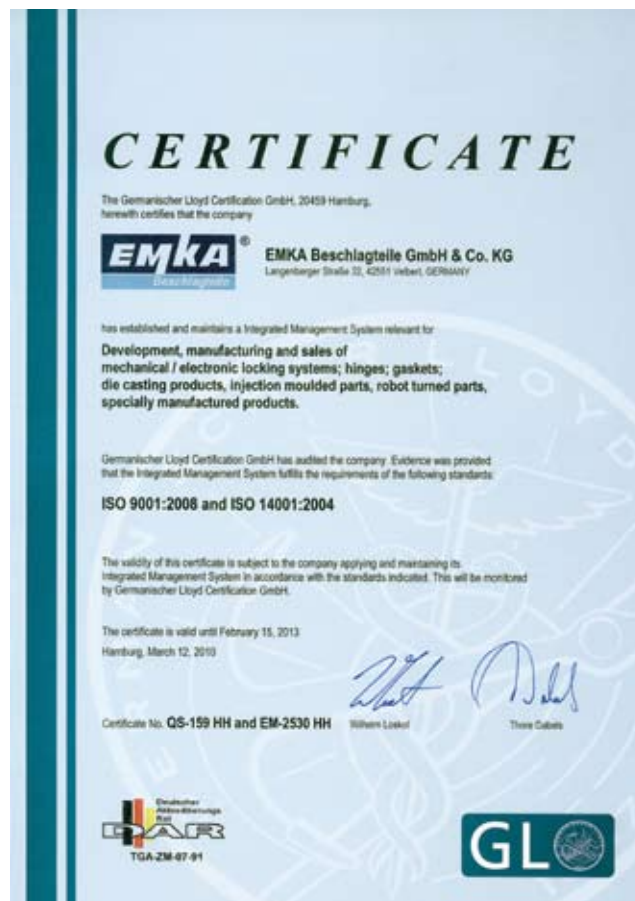 CERTIFICATE
The Germanischer Lloyd Certification GmbH, 20459 Hamburg,
herewith certifies that the company
EMKA ®
Beschlagteile
EMKA Beschlagteile GmbH & Co. KG
Langenberger Straße 32, 42551 Velbert, GERMANY
has established and maintains a Integrated Management System relevant for
Development, manufacturing and sales of
mechanical / electronic locking systems; hinges; gaskets;
die casting products, injection moulded parts, robot turned parts,
specially manufactured products.
Germanischer Lloyd Certification GmbH has audited the company. Evidence was provided
that the Integrated Management System fulfills the requirements of the following standards:
ISO 9001:2008 and ISO 14001:2004
The validity of this certificate is subject to the company applying and maintaining its
Integrated Management System in accordance with the standards indicated. This will be monitored
by Germanischer Lloyd Certification GmbH.
The certificate is valid until February 15, 2013
Hamburg, March 12, 2010
Certificate No. QS-159 HH and EM-2530 HH
Wilhelm Loskot
Thore Dabels
Deutscher
Akkreditierungs
Rat
DAR
TGA-ZM-07-91
GL